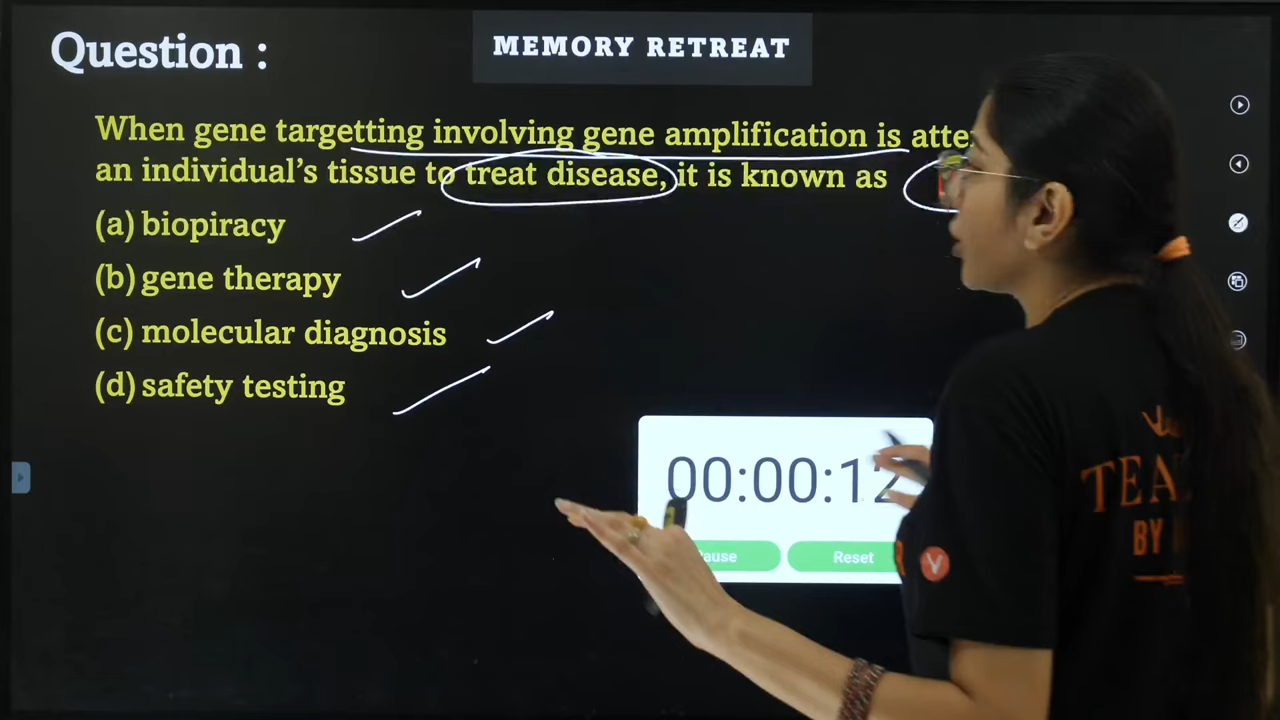 Question :
MEMORY RETREAT
When gene targetting involving gene amplification is
an individual's tissue to treat disease, it is known as
(a) biopiracy
(b) gene therapy
(c) molecular diagnosis
(d) safety testing
00:00:12
Reset
BY
V